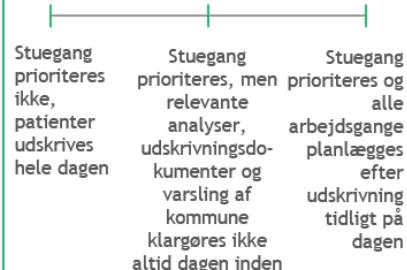 Stuegang
prioriteres
ikke,
patienter
udskrives
hele dagen
Stuegang
prioriteres, men
relevante
analyser,
udskrivningsdo-
kumenter og
varsling af
kommune
klargøres ikke
altid dagen inden
Stuegang
prioriteres og
alle
arbejdsgange
planlægges
efter
udskrivning
tidligt på
dagen